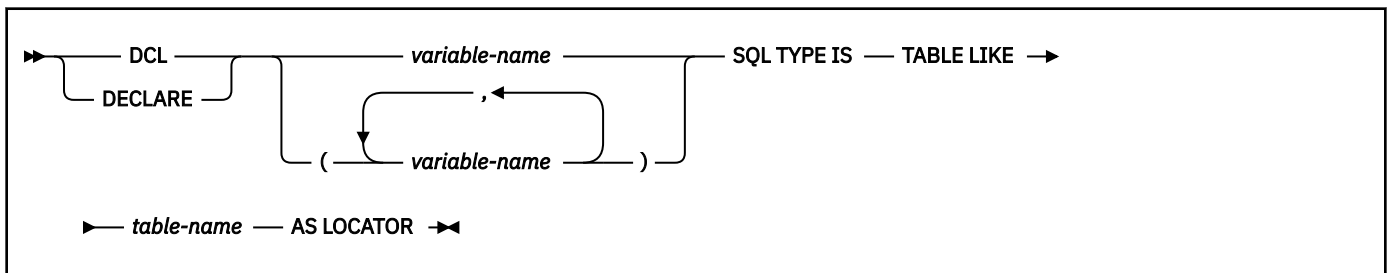 DCL variable-name SQL TYPE IS TABLE LIKE
DECLARE
,
( variable-name )
table-name AS LOCATOR